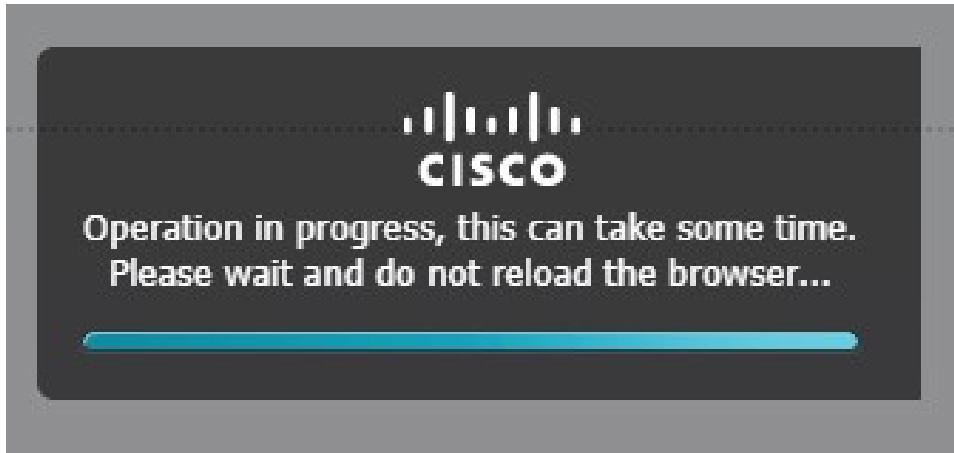 CISCO
Operation in progress, this can take some time.
Please wait and do not reload the browser...